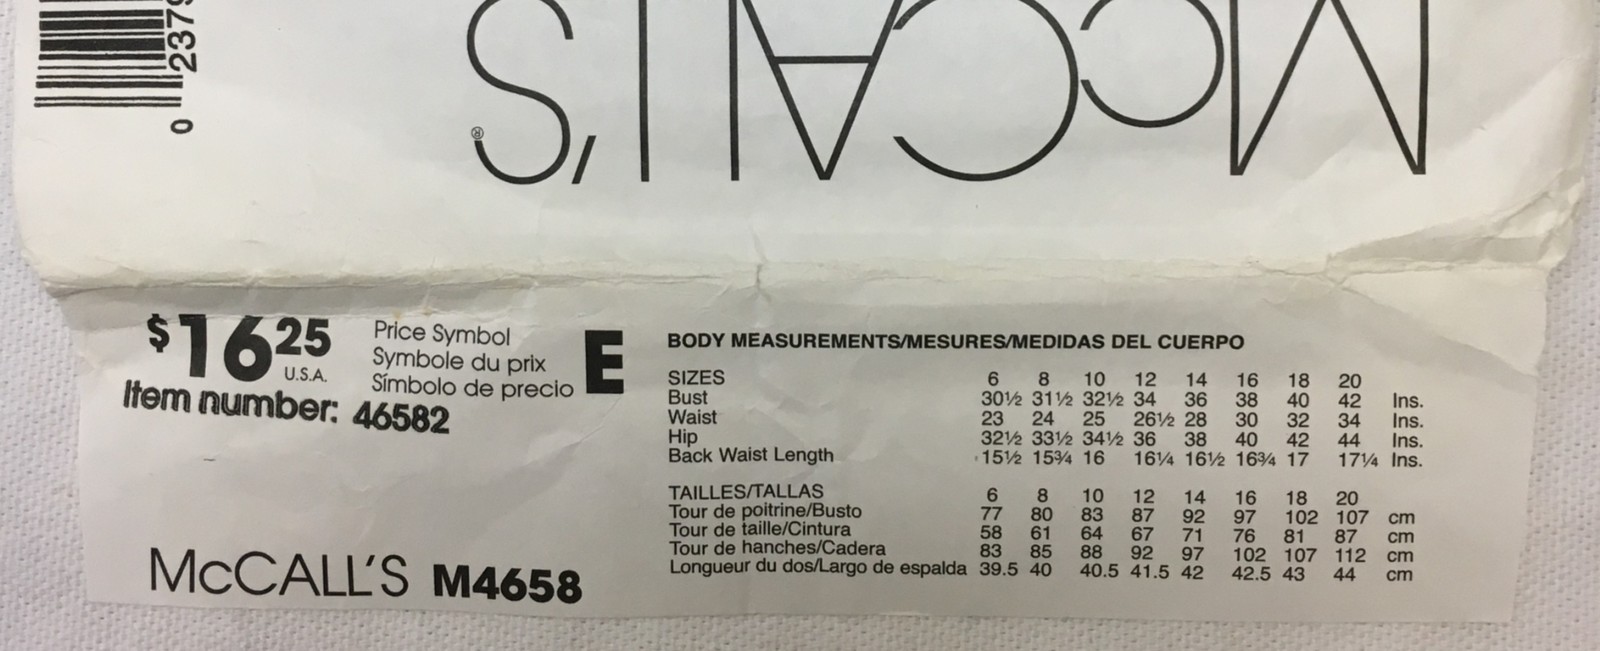 0 2379
McCALL'S®
$1625
U.S.A.
Price Symbol
Symbole du prix
Símbolo de precio
E
Item number: 46582
McCALL'S M4658
BODY MEASUREMENTS/MESURES/MEDIDAS DEL CUERPO
SIZES 6 8 10 12 14 16 18 20
Bust 30½ 31½ 32½ 34 36 38 40 42 Ins.
Waist 23 24 25 26½ 28 30 32 34 Ins.
Hip 32½ 33½ 34½ 36 38 40 42 44 Ins.
Back Waist Length 15½ 15¾ 16 16¼ 16½ 16¾ 17 17¼ Ins.
TAILLES/TALLAS 6 8 10 12 14 16 18 20
Tour de poitrine/Busto 77 80 83 87 92 97 102 107 cm
Tour de taille/Cintura 58 61 64 67 71 76 81 87 cm
Tour de hanches/Cadera 83 85 88 92 97 102 107 112 cm
Longueur du dos/Largo de espalda 39.5 40 40.5 41.5 42 42.5 43 44 cm